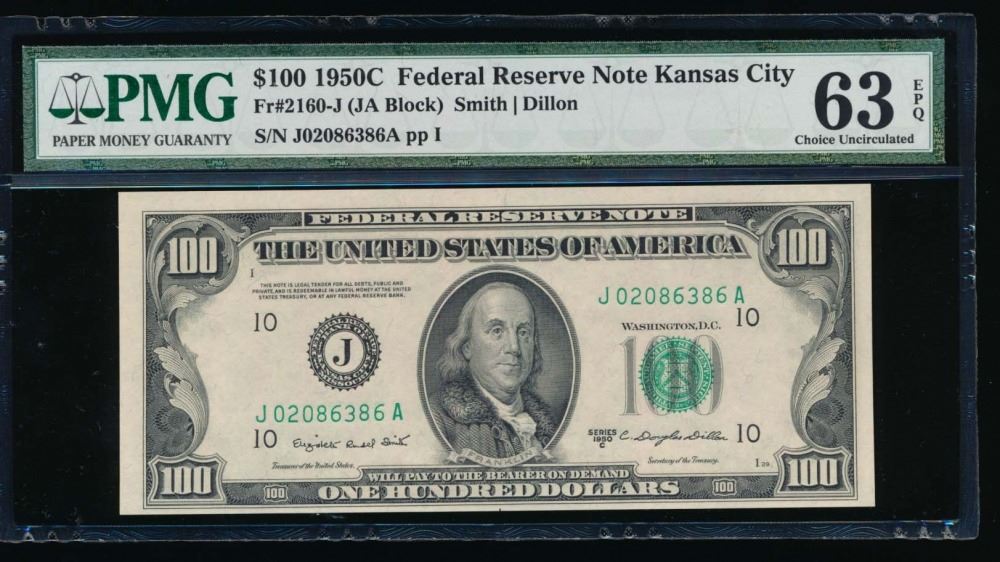 PMG
PAPER MONEY GUARANTY
$100 1950C Federal Reserve Note Kansas City
Fr#2160-J (JA Block) Smith | Dillon
S/N J02086386A pp I
63
EPQ
Choice Uncirculated
FEDERAL RESERVE NOTE
THE UNITED STATES OF AMERICA
100
100
I
THIS NOTE IS LEGAL TENDER FOR ALL DEBTS, PUBLIC AND
PRIVATE, AND IS REDEEMABLE IN LAWFUL MONEY AT THE UNITED
STATES TREASURY, OR AT ANY FEDERAL RESERVE BANK.
J 02086386 A
10
WASHINGTON, D.C.
10
J
100
J 02086386 A
10
Elizabeth Rudel Smith
Treasurer of the United States.
SERIES
1950
C
C. Douglas Dillon
10
Secretary of the Treasury.
I 29
FRANKLIN
WILL PAY TO THE BEARER ON DEMAND
100
100
ONE HUNDRED DOLLARS
100
100